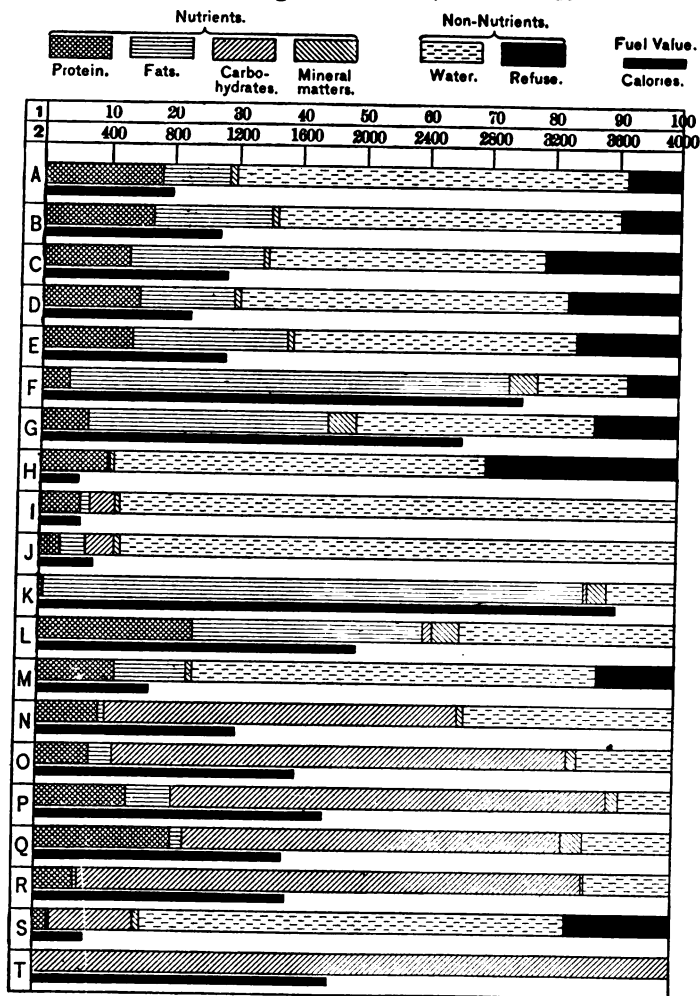 Nutrients.
Non-Nutrients.
Fuel Value.
Protein.
Fats.
Carbo-
hydrates.
Mineral
matters.
Water.
Refuse.
Calories.
1 10 20 30 40 50 60 70 80 90 100
2 400 800 1200 1600 2000 2400 2800 3200 3600 4000
A
B
C
D
E
F
G
H
I
J
K
L
M
N
O
P
Q
R
S
T